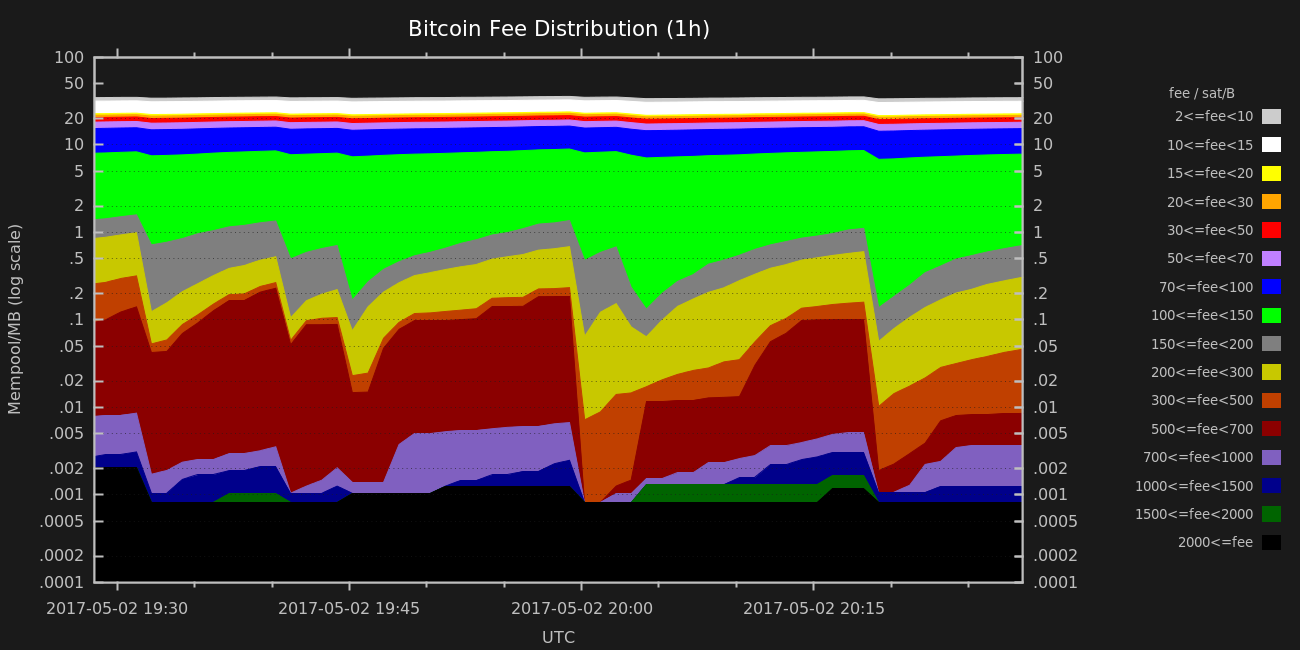 Bitcoin Fee Distribution (1h)
100
50
20
10
5
2
1
.5
.2
.1
.05
.02
.01
.005
.002
.001
.0005
.0002
.0001
Mempool/MB (log scale)
100
50
20
10
5
2
1
.5
.2
.1
.05
.02
.01
.005
.002
.001
.0005
.0002
.0001
2017-05-02 19:30
2017-05-02 19:45
2017-05-02 20:00
2017-05-02 20:15
UTC
fee / sat/B
2<=fee<10
10<=fee<15
15<=fee<20
20<=fee<30
30<=fee<50
50<=fee<70
70<=fee<100
100<=fee<150
150<=fee<200
200<=fee<300
300<=fee<500
500<=fee<700
700<=fee<1000
1000<=fee<1500
1500<=fee<2000
2000<=fee